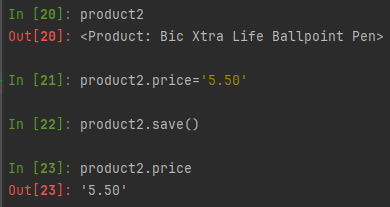 In [20]: product2
Out[20]: <Product: Bic Xtra Life Ballpoint Pen>
In [21]: product2.price='5.50'
In [22]: product2.save()
In [23]: product2.price
Out[23]: '5.50'